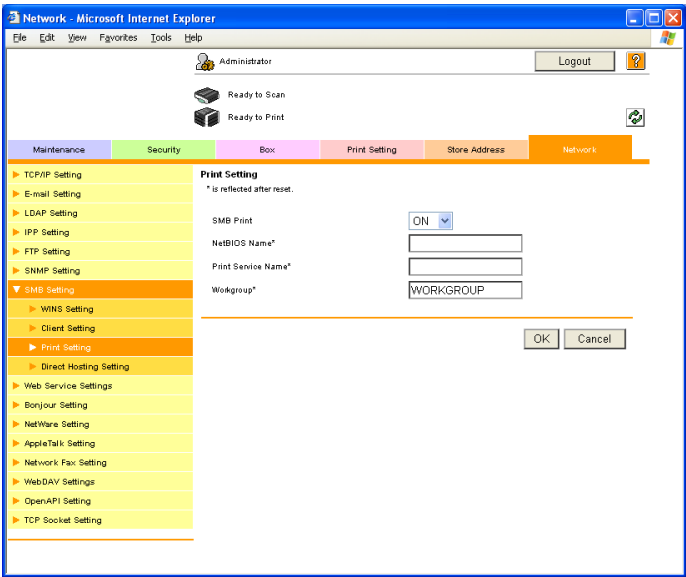 Network - Microsoft Internet Explorer
File Edit View Favorites Tools Help
Administrator
Logout
?
Ready to Scan
Ready to Print
Maintenance Security Box Print Setting Store Address Network
TCP/IP Setting
E-mail Setting
LDAP Setting
IPP Setting
FTP Setting
SNMP Setting
SMB Setting
WINS Setting
Client Setting
Print Setting
Direct Hosting Setting
Web Service Settings
Bonjour Setting
NetWare Setting
AppleTalk Setting
Network Fax Setting
WebDAV Settings
OpenAPI Setting
TCP Socket Setting
Print Setting
* is reflected after reset.
SMB Print ON
NetBIOS Name*
Print Service Name*
Workgroup* WORKGROUP
OK Cancel